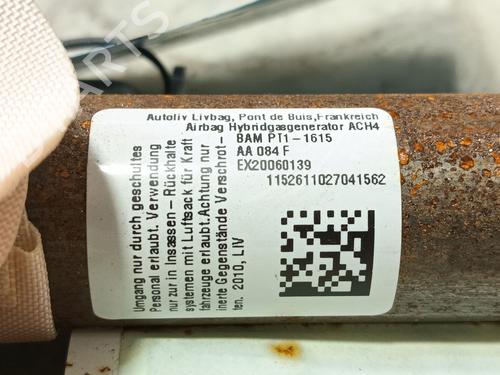 Autoliv Livbag, Pont de Buis,Frankreich
Airbag Hybridgasgenerator ACH4
BAM PT1-1615
AA 084 F
EX20060139
1152611027041562
Umgang nur durch geschultes
Personal erlaubt. Verwendung
nur zur in Insassen-Rückhalte
systemen mit Luftsack für Kraft
fahrzeuge erlaubt.Achtung nur
inerte Gegenstände Verschrot-
ten. 2010, LIV